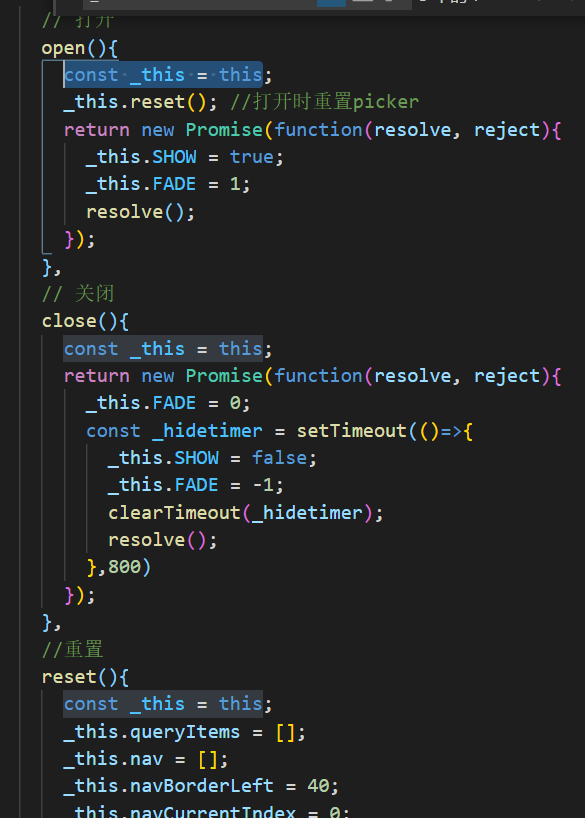 // 打开
open(){
const _this = this;
_this.reset(); //打开时重置picker
return new Promise(function(resolve, reject){
_this.SHOW = true;
_this.FADE = 1;
resolve();
});
},
// 关闭
close(){
const _this = this;
return new Promise(function(resolve, reject){
_this.FADE = 0;
const _hidetimer = setTimeout(()=>{
_this.SHOW = false;
_this.FADE = -1;
clearTimeout(_hidetimer);
resolve();
},800)
});
},
//重置
reset(){
const _this = this;
_this.queryItems = [];
_this.nav = [];
_this.navBorderLeft = 40;
_this.navCurrentIndex = 0;